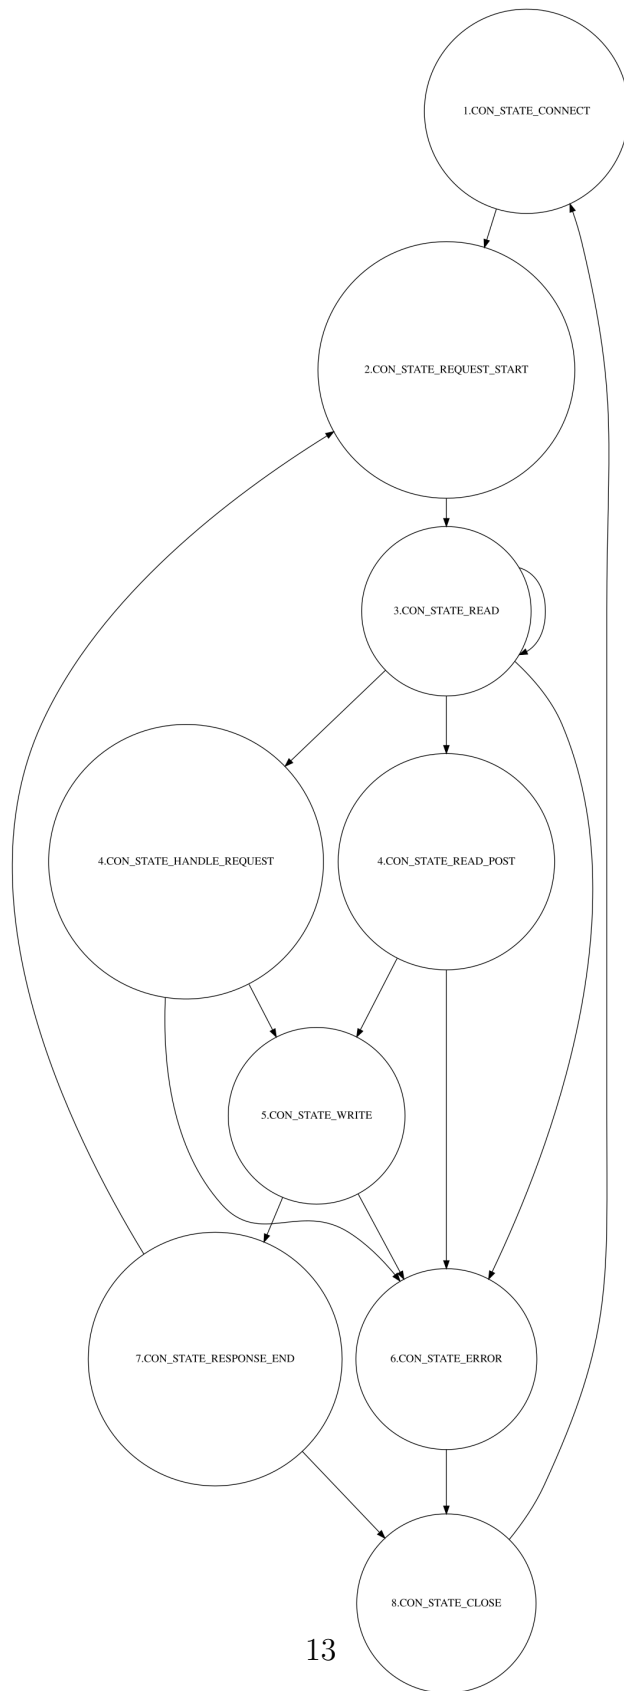 1.CON_STATE_CONNECT
2.CON_STATE_REQUEST_START
3.CON_STATE_READ
4.CON_STATE_HANDLE_REQUEST
4.CON_STATE_READ_POST
5.CON_STATE_WRITE
7.CON_STATE_RESPONSE_END
6.CON_STATE_ERROR
8.CON_STATE_CLOSE
13